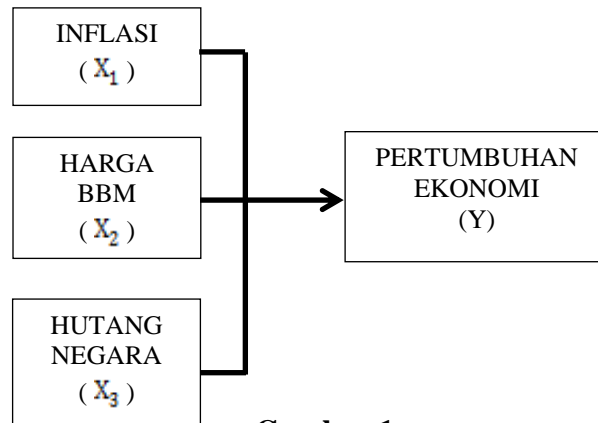 INFLASI
( X₁ )
HARGA
BBM
( X₂ )
HUTANG
NEGARA
( X₃ )
PERTUMBUHAN
EKONOMI
(Y)